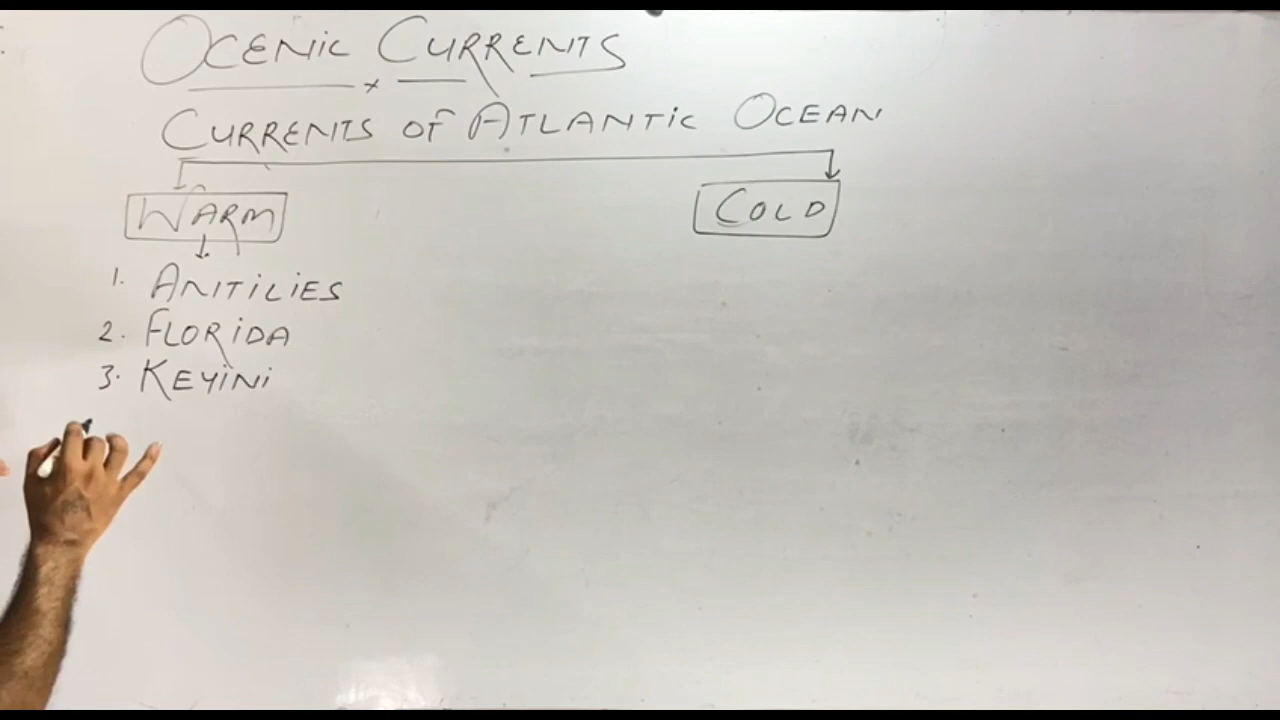 OCENiC CURRENTS
CURRENTS OF ATLANTiC OCEAN
WARM
COLD
1. ANiTiLiES
2. FLORiDA
3. KEYiNi